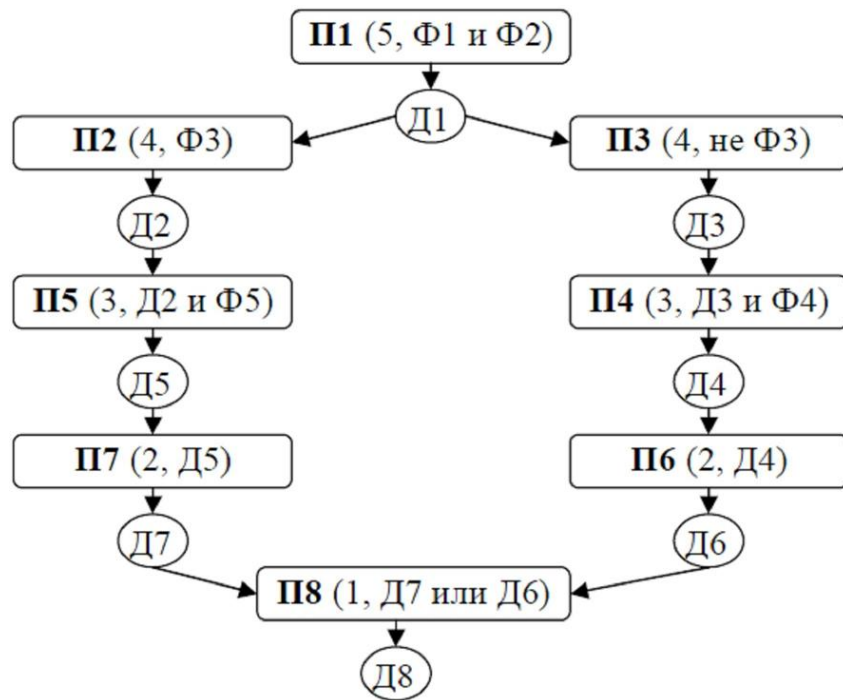 П1 (5, Ф1 и Ф2)
Д1
П2 (4, Ф3)
П3 (4, не Ф3)
Д2
Д3
П5 (3, Д2 и Ф5)
П4 (3, Д3 и Ф4)
Д5
Д4
П7 (2, Д5)
П6 (2, Д4)
Д7
Д6
П8 (1, Д7 или Д6)
Д8